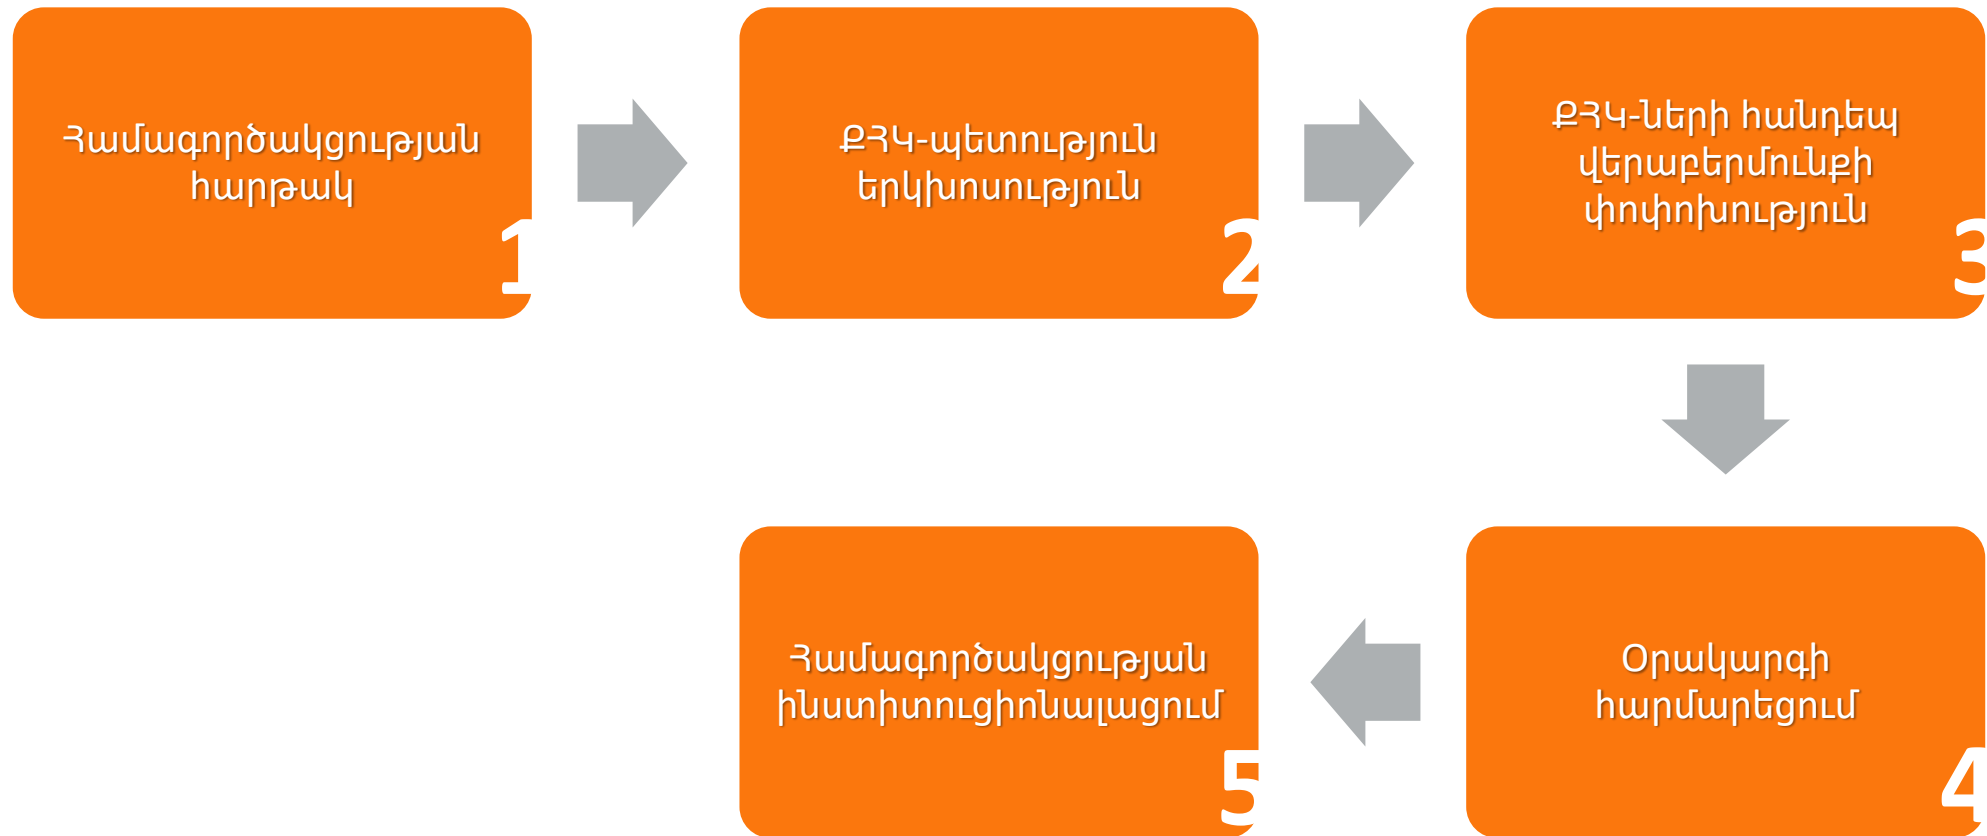 Համագործակցության
հարթակ
1
ՔՀԿ-պետություն
երկխոսություն
2
ՔՀԿ-ների հանդեպ
վերաբերմունքի
փոփոխություն
3
Օրակարգի
հարմարեցում
4
Համագործակցության
ինստիտուցիոնալացում
5